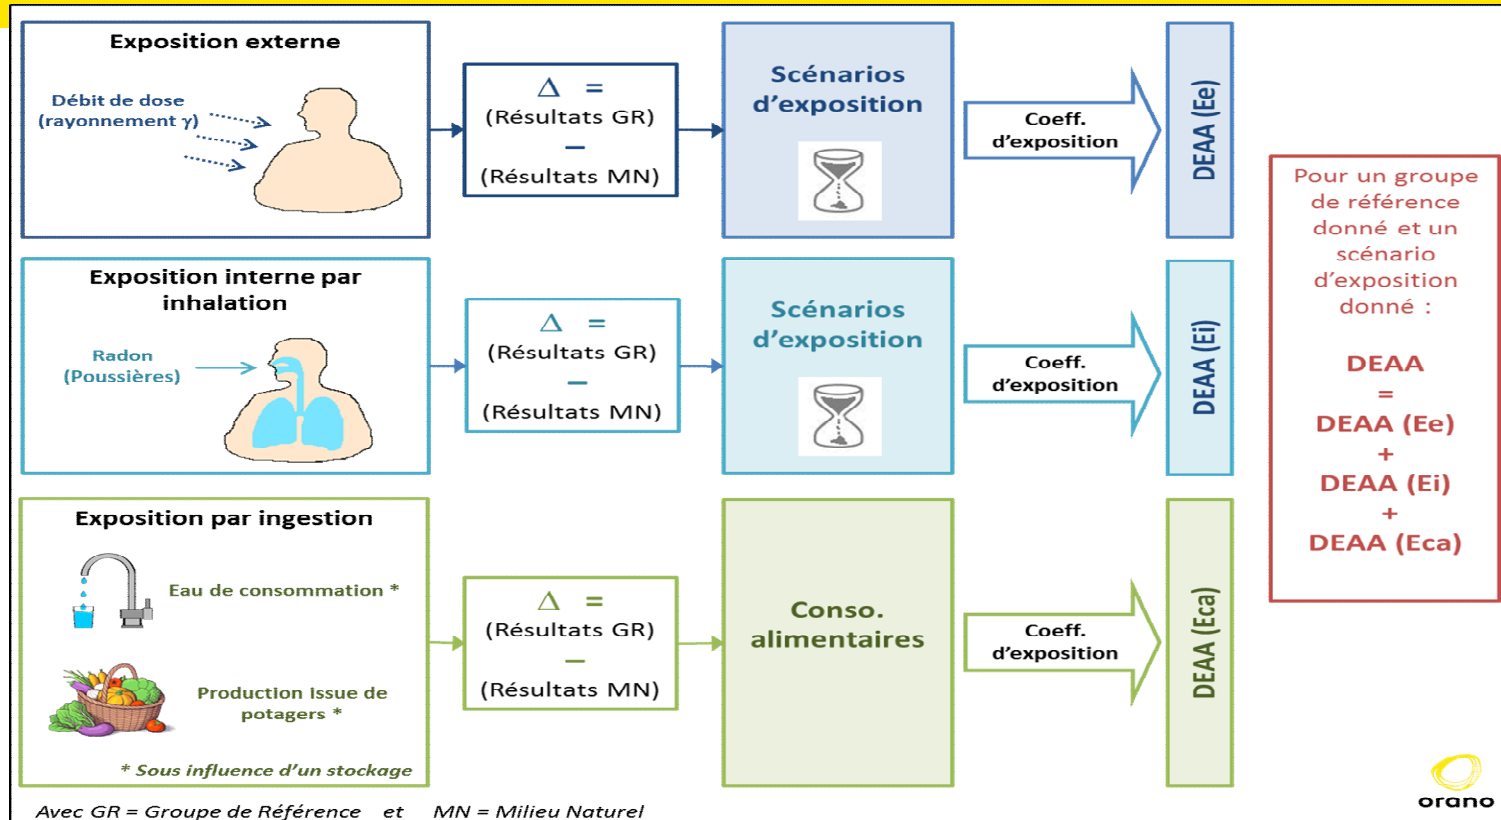 Exposition externe
Débit de dose
(rayonnement γ)
Δ =
(Résultats GR)
–
(Résultats MN)
Scénarios
d'exposition
Coeff.
d'exposition
DEAA (Ee)
Exposition interne par
inhalation
Radon
(Poussières)
Δ =
(Résultats GR)
–
(Résultats MN)
Scénarios
d'exposition
Coeff.
d'exposition
DEAA (Ei)
Exposition par ingestion
Eau de consommation *
Production Issue de
potagers *
* Sous influence d'un stockage
Δ =
(Résultats GR)
–
(Résultats MN)
Conso.
alimentaires
Coeff.
d'exposition
DEAA (Eca)
Pour un groupe
de référence
donné et un
scénario
d'exposition
donné :
DEAA
=
DEAA (Ee)
+
DEAA (Ei)
+
DEAA (Eca)
Avec GR = Groupe de Référence et MN = Milieu Naturel
orano